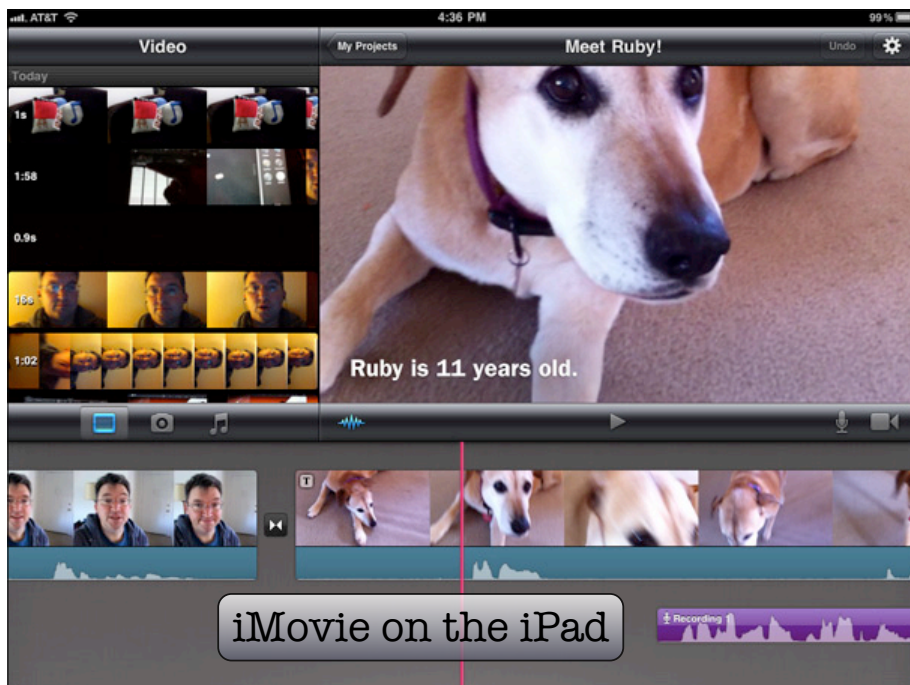 AT&T 4:36 PM 99%
Video My Projects Meet Ruby! Undo
Today
1s
1:58
0.9s
16s
1:02
Ruby is 11 years old.
T
iMovie on the iPad
Recording 1